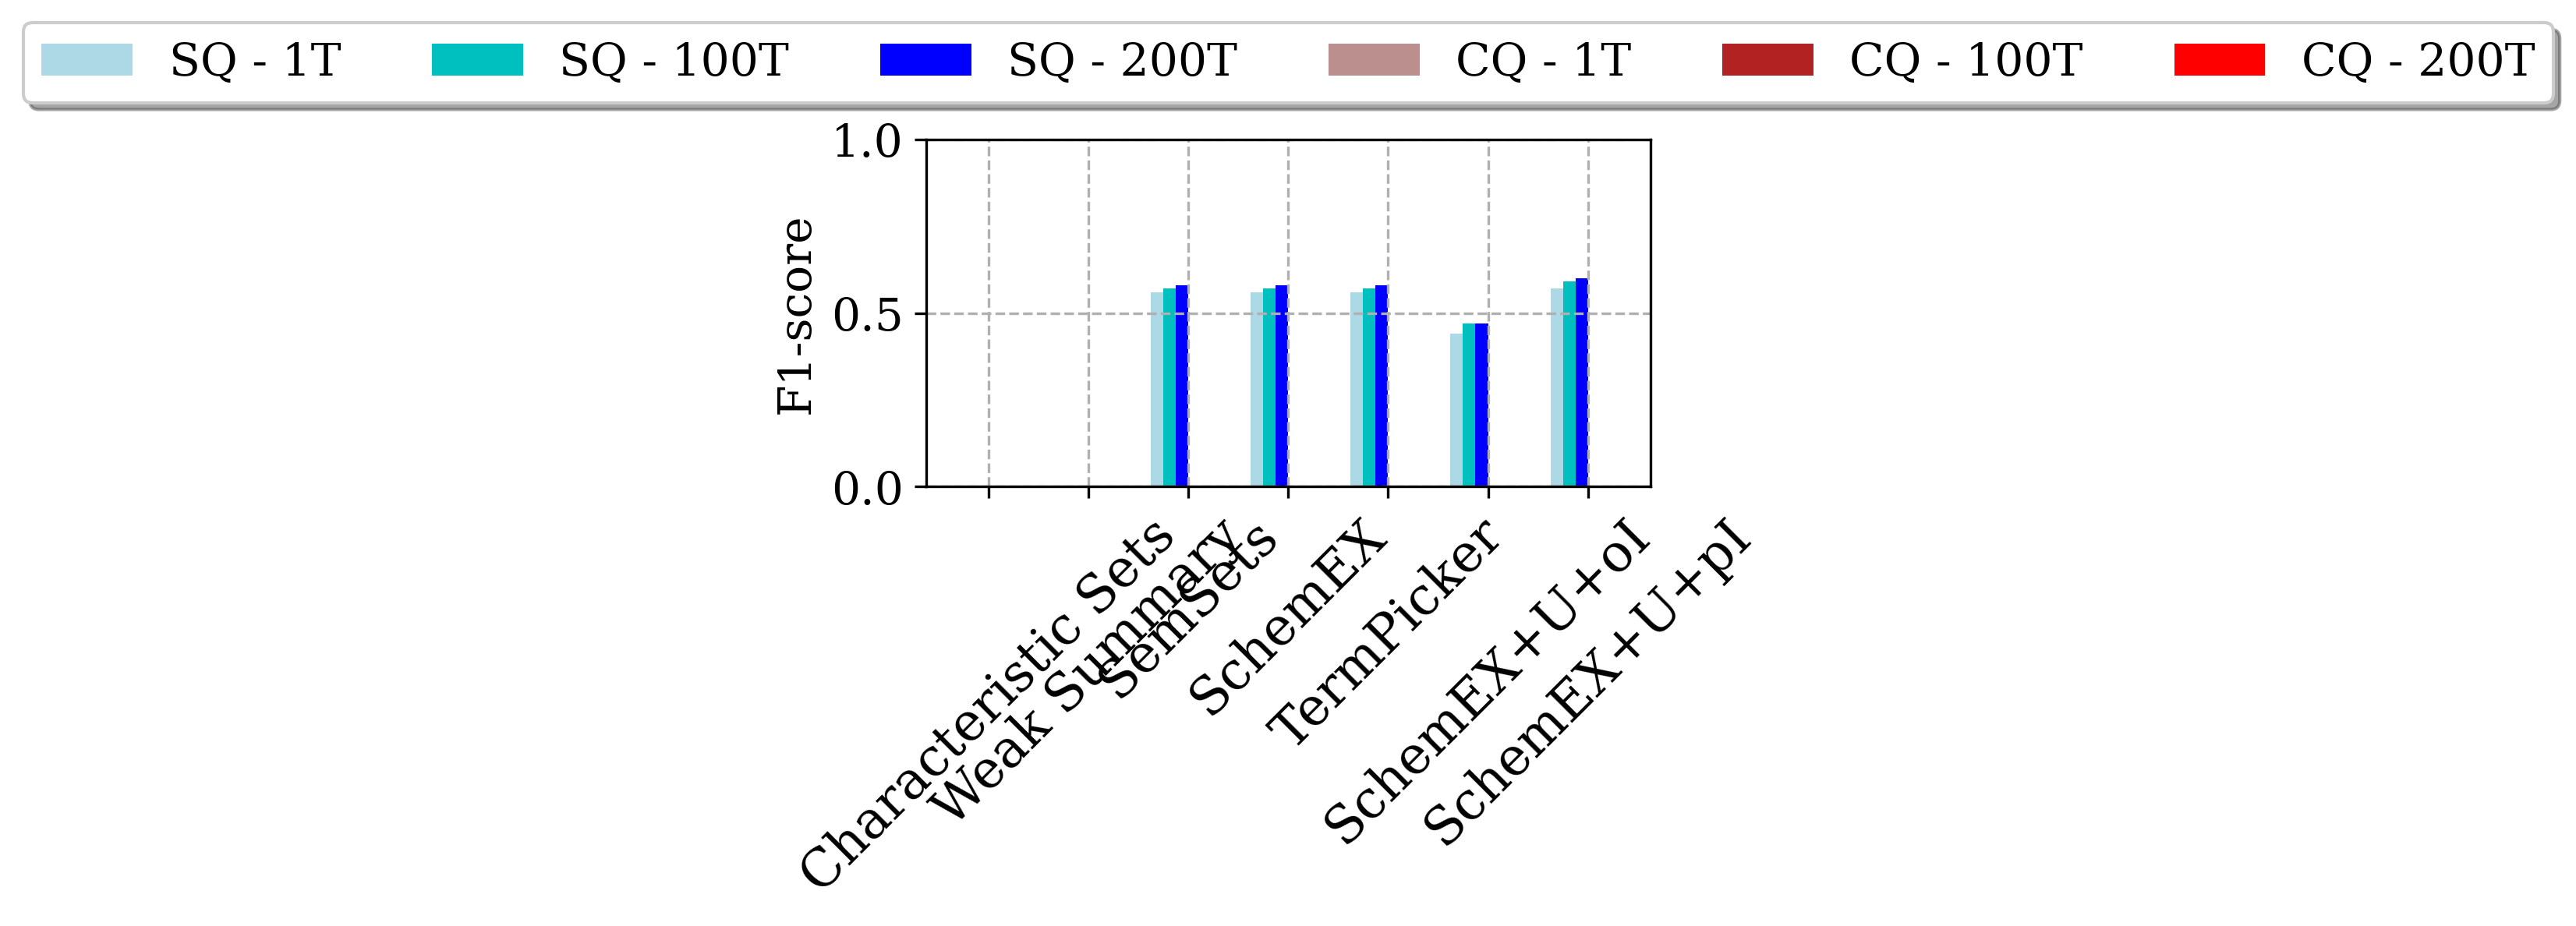 SQ - 1T SQ - 100T SQ - 200T CQ - 1T CQ - 100T CQ - 200T
F1-score
1.0
0.5
0.0
Characteristic Sets
Weak Summary
SemSets
SchemEX
TermPicker
SchemEX+U+oI
SchemEX+U+pI